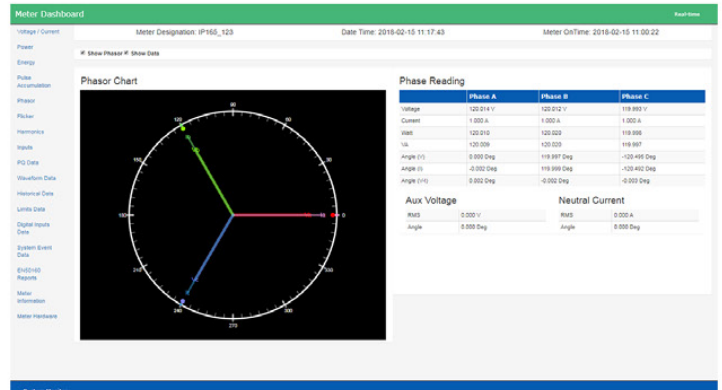 Meter Dashboard
Real-time
Voltage / Current
Power
Energy
Pulse
Accumulation
Phasor
Flicker
Harmonics
Inputs
PQ Data
Waveform Data
Historical Data
Limits Data
Digital Inputs
Data
System Event
Data
EN50160
Reports
Meter
Information
Meter Hardware
Meter Designation: IP165_123
Date Time: 2016-02-15 11:17:43
Meter OnTime: 2016-02-15 11:00:22
Show Phasor Show Data
Phasor Chart
90
120
60
150
30
180
0
210
330
240
300
270
Phase Reading
Phase A Phase B Phase C
Voltage 120.014 V 120.012 V 119.993 V
Current 1.000 A 1.000 A 1.000 A
Watt 120.010 120.020 119.998
VA 120.009 120.020 119.997
Angle (V) 0.000 Deg 119.997 Deg -120.495 Deg
Angle (I) -0.002 Deg 119.999 Deg -120.492 Deg
Angle (VI) 0.002 Deg -0.002 Deg -0.003 Deg
Aux Voltage
RMS 0.000 V
Angle 0.000 Deg
Neutral Current
RMS 0.000 A
Angle 0.000 Deg